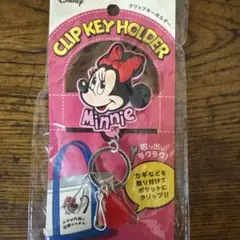 Disney
クリップキーホルダー
CLIP KEY HOLDER
Minnie
取り出し
ラクラク!
カギなどを
取り付けて
ポケットに
クリップ!!